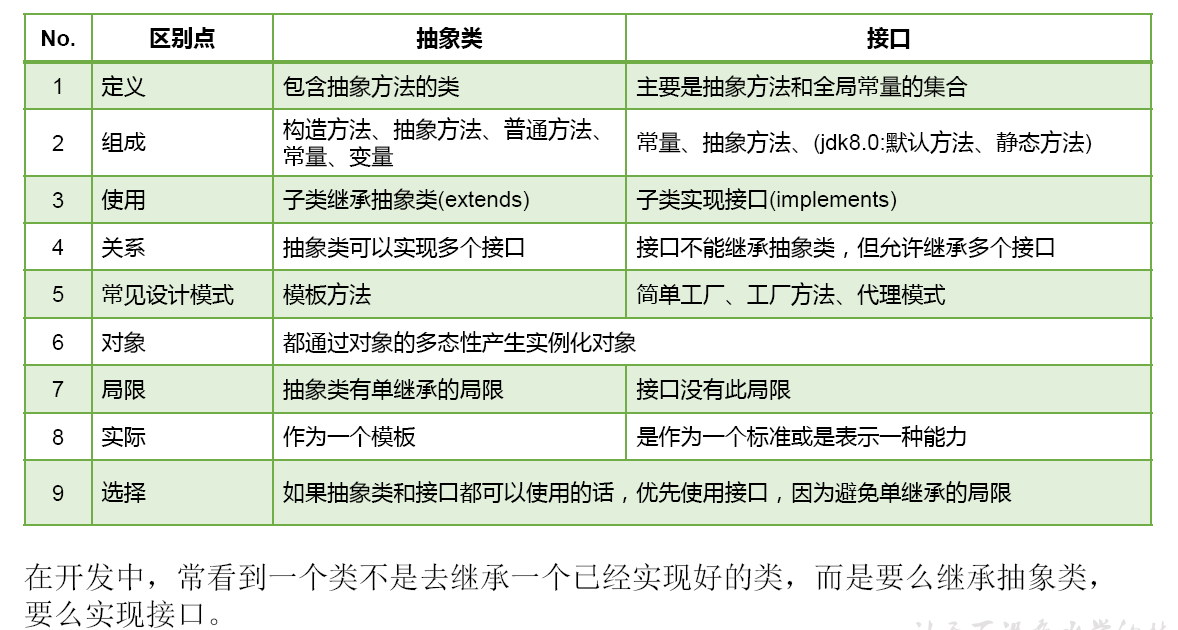 No. 区别点 抽象类 接口
1 定义 包含抽象方法的类 主要是抽象方法和全局常量的集合
2 组成 构造方法、抽象方法、普通方法、
常量、变量 常量、抽象方法、(jdk8.0:默认方法、静态方法)
3 使用 子类继承抽象类(extends) 子类实现接口(implements)
4 关系 抽象类可以实现多个接口 接口不能继承抽象类，但允许继承多个接口
5 常见设计模式 模板方法 简单工厂、工厂方法、代理模式
6 对象 都通过对象的多态性产生实例化对象
7 局限 抽象类有单继承的局限 接口没有此局限
8 实际 作为一个模板 是作为一个标准或是表示一种能力
9 选择 如果抽象类和接口都可以使用的话，优先使用接口，因为避免单继承的局限
在开发中，常看到一个类不是去继承一个已经实现好的类，而是要么继承抽象类，
要么实现接口。